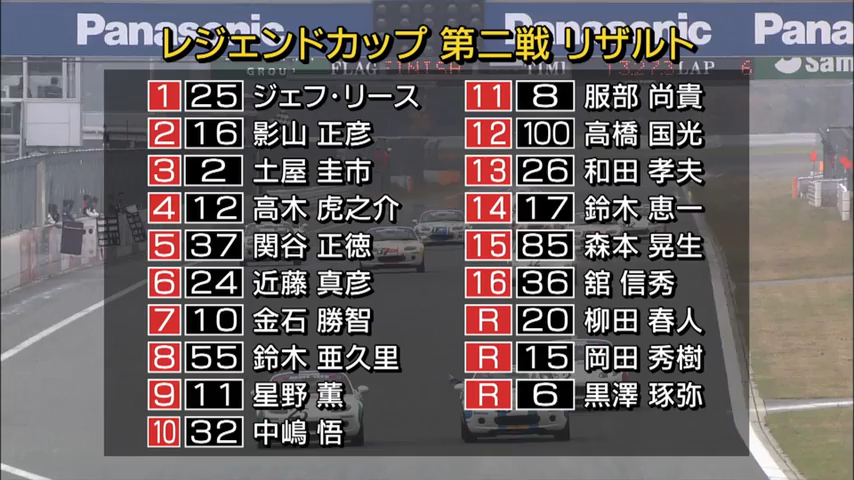 Panasonic
Panasonic
Pana
レジェンドカップ 第二戦 リザルト
FLAG FINISH
LAP 6
Sam
1 25 ジェフ・リース
2 16 影山 正彦
3 2 土屋 圭市
4 12 高木 虎之介
5 37 関谷 正徳
6 24 近藤 真彦
7 10 金石 勝智
8 55 鈴木 亜久里
9 11 星野 薫
10 32 中嶋 悟
11 8 服部 尚貴
12 100 高橋 国光
13 26 和田 孝夫
14 17 鈴木 恵一
15 85 森本 晃生
16 36 舘 信秀
R 20 柳田 春人
R 15 岡田 秀樹
R 6 黒澤 琢弥